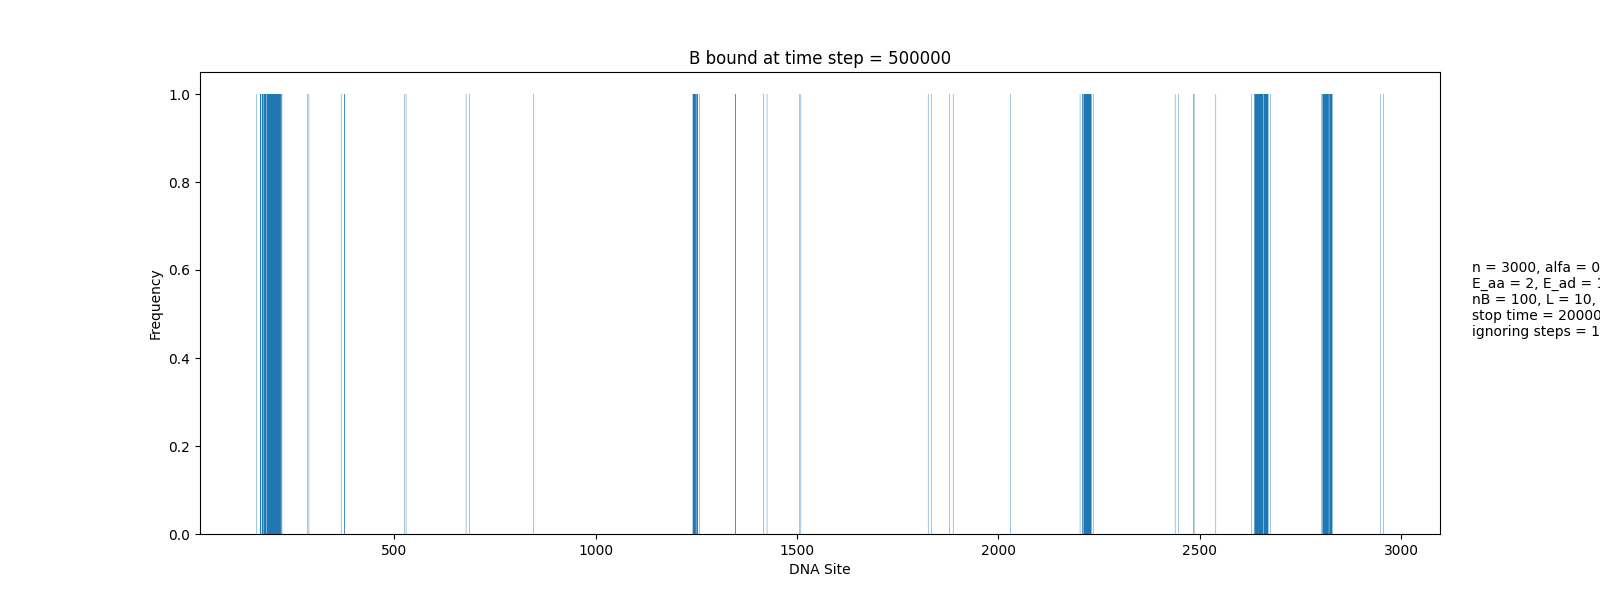 B bound at time step = 500000
1.0
0.8
0.6
0.4
0.2
0.0
Frequency
500
1000
1500
2000
2500
3000
DNA Site
n = 3000, alfa = 0
E_aa = 2, E_ad =
nB = 100, L = 10,
stop time = 20000
ignoring steps = 1